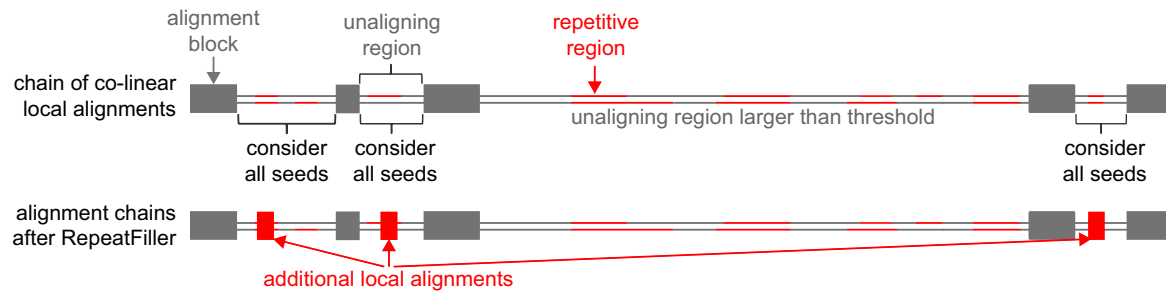 alignment
block
unaligning
region
repetitive
region
chain of co-linear
local alignments
unaligning region larger than threshold
consider
all seeds
consider
all seeds
consider
all seeds
alignment chains
after RepeatFiller
additional local alignments